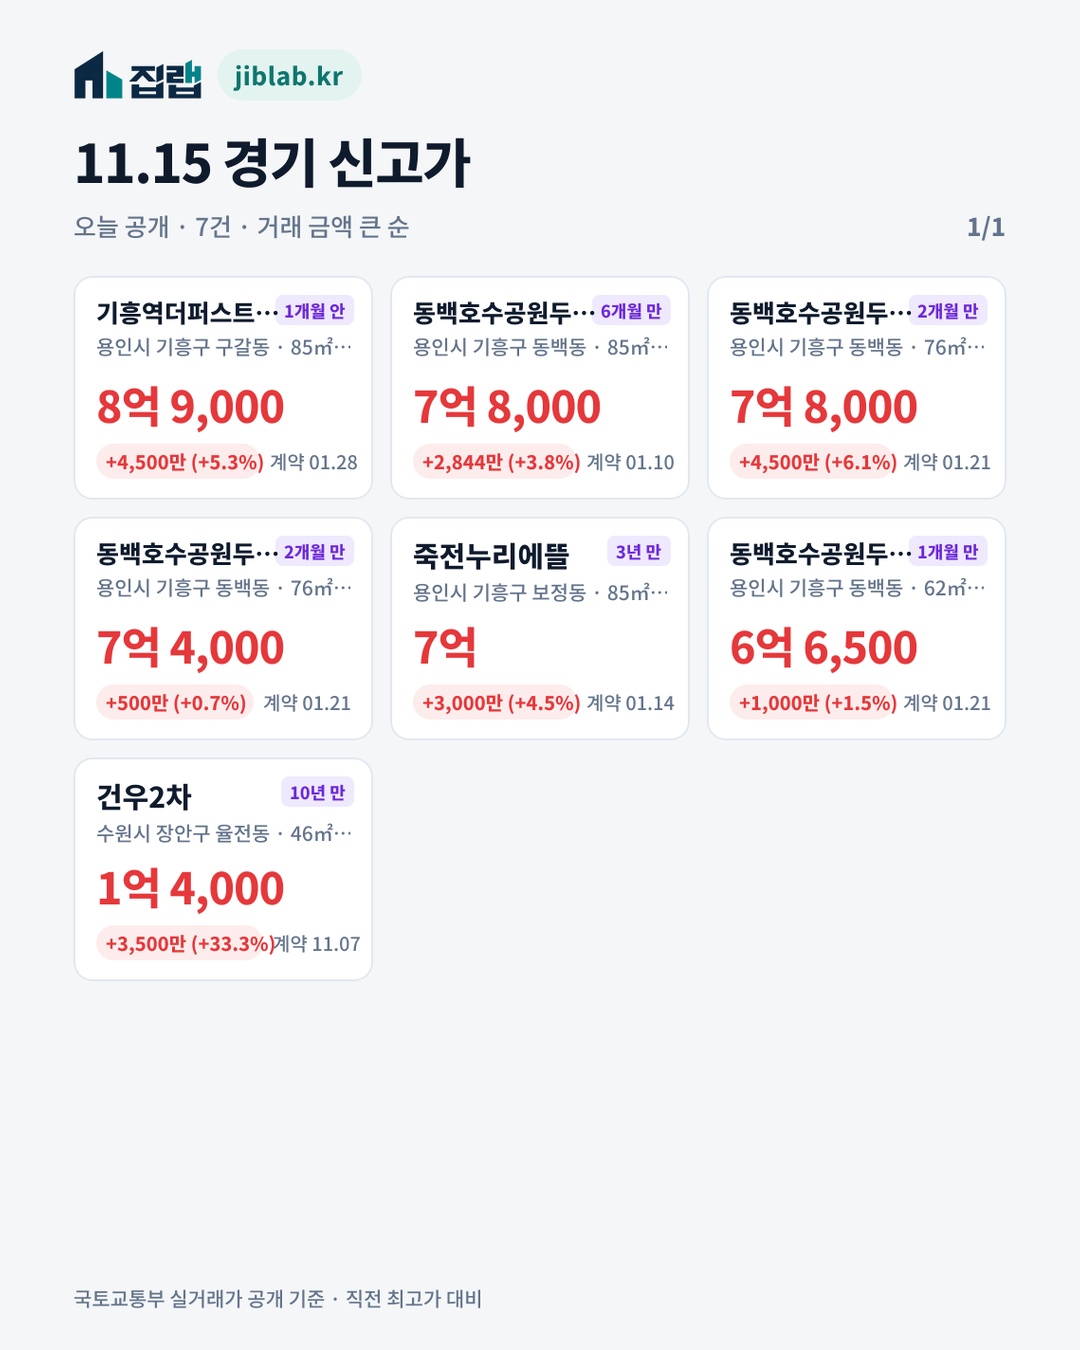 집랩 jiblab.kr
11.15 경기 신고가
오늘 공개 · 7건 · 거래 금액 큰 순 1/1
기흥역더퍼스트… 1개월 안
용인시 기흥구 구갈동 · 85㎡…
8억 9,000
+4,500만 (+5.3%) 계약 01.28
동백호수공원두… 6개월 만
용인시 기흥구 동백동 · 85㎡…
7억 8,000
+2,844만 (+3.8%) 계약 01.10
동백호수공원두… 2개월 만
용인시 기흥구 동백동 · 76㎡…
7억 8,000
+4,500만 (+6.1%) 계약 01.21
동백호수공원두… 2개월 만
용인시 기흥구 동백동 · 76㎡…
7억 4,000
+500만 (+0.7%) 계약 01.21
죽전누리에뜰 3년 만
용인시 기흥구 보정동 · 85㎡…
7억
+3,000만 (+4.5%) 계약 01.14
동백호수공원두… 1개월 만
용인시 기흥구 동백동 · 62㎡…
6억 6,500
+1,000만 (+1.5%) 계약 01.21
건우2차 10년 만
수원시 장안구 율전동 · 46㎡…
1억 4,000
+3,500만 (+33.3%) 계약 11.07
국토교통부 실거래가 공개 기준 · 직전 최고가 대비